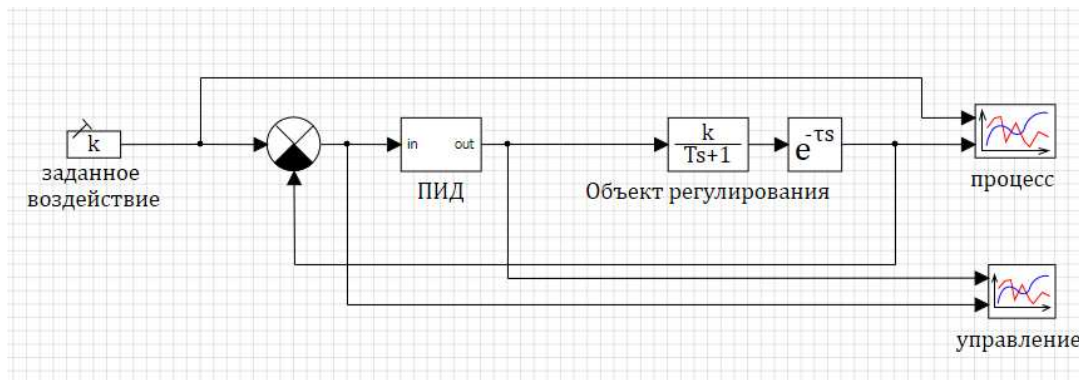 k
заданное
воздействие
in out
ПИД
k
Ts+1
e-τs
Объект регулирования
процесс
управление